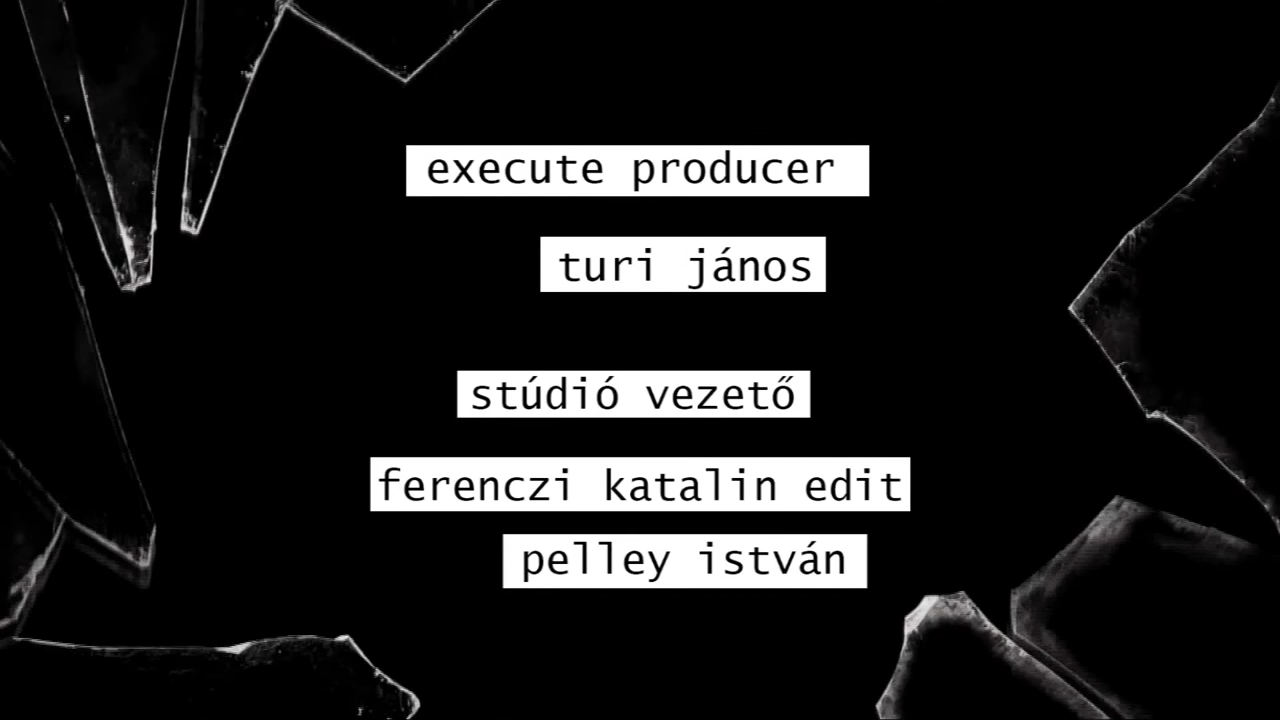 execute producer
turi jános
stúdió vezető
ferenczi katalin edit
pelley istván